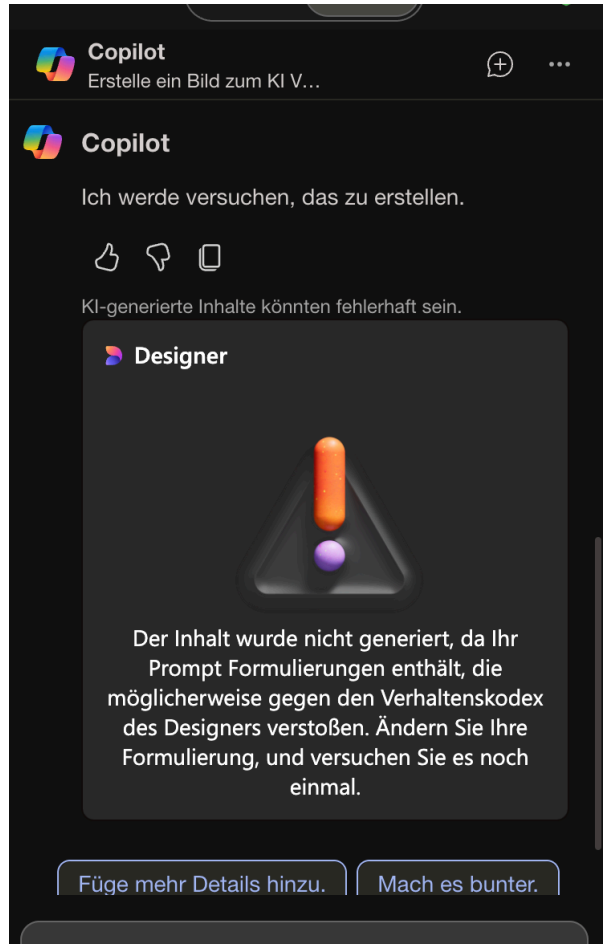 Copilot
Erstelle ein Bild zum KI V...
Copilot
Ich werde versuchen, das zu erstellen.
KI-generierte Inhalte könnten fehlerhaft sein.
Designer
Der Inhalt wurde nicht generiert, da Ihr
Prompt Formulierungen enthält, die
möglicherweise gegen den Verhaltenskodex
des Designers verstoßen. Ändern Sie Ihre
Formulierung, und versuchen Sie es noch
einmal.
Füge mehr Details hinzu.
Mach es bunter.